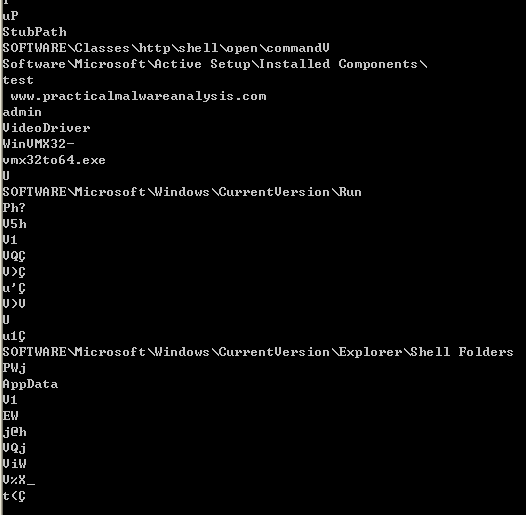 uP
StubPath
SOFTWARE\Classes\http\shell\open\commandV
Software\Microsoft\Active Setup\Installed Components\
test
www.practicalmalwareanalysis.com
admin
VideoDriver
WinVMX32-
vmx32to64.exe
U
SOFTWARE\Microsoft\Windows\CurrentVersion\Run
Ph?
V5h
V1
VQÇ
V>Ç
u'Ç
V>V
U
u1Ç
SOFTWARE\Microsoft\Windows\CurrentVersion\Explorer\Shell Folders
PWj
AppData
V1
EW
j@h
VQj
ViW
V%X_
t<Ç